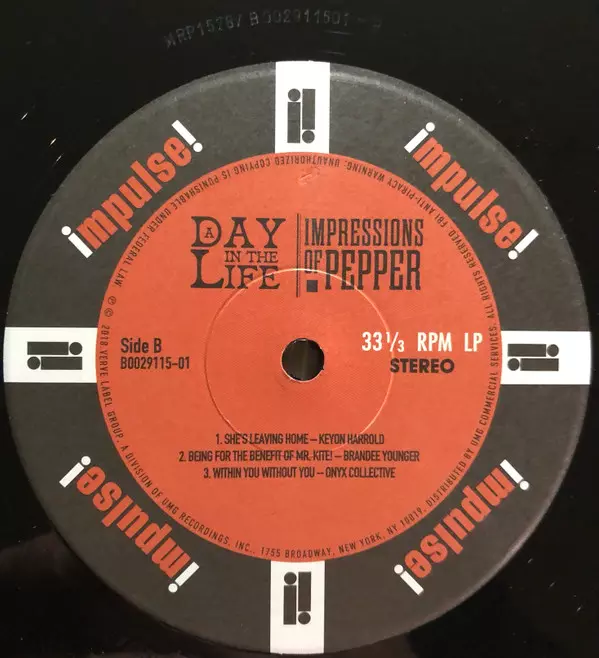 MRP15787 B002911501 - B
impulse!
impulse!
A DAY IN THE LIFE
IMPRESSIONS OF PEPPER
Side B
B0029115-01
33 1/3 RPM LP
STEREO
1. SHE'S LEAVING HOME – KEYON HARROLD
2. BEING FOR THE BENEFIT OF MR. KITE! – BRANDEE YOUNGER
3. WITHIN YOU WITHOUT YOU – ONYX COLLECTIVE
℗ © 2018 VERVE LABEL GROUP, A DIVISION OF UMG RECORDINGS, INC., 1755 BROADWAY, NEW YORK, NY 10019. DISTRIBUTED BY UMG COMMERCIAL SERVICES. ALL RIGHTS RESERVED. FBI ANTI-PIRACY WARNING: UNAUTHORIZED COPYING IS PUNISHABLE UNDER FEDERAL LAW
impulse!
impulse!